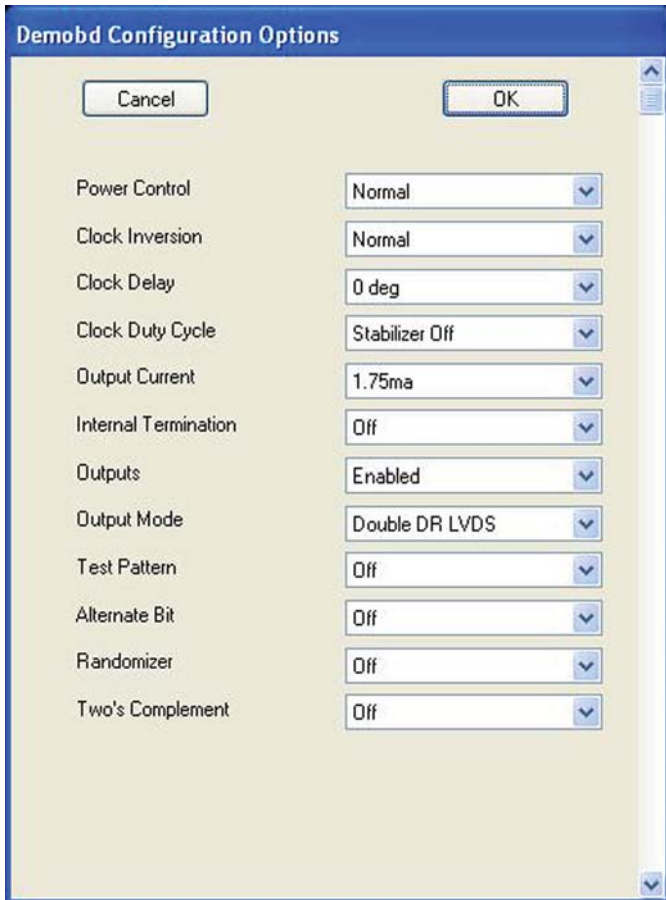 Demobd Configuration Options
Cancel OK
Power Control Normal
Clock Inversion Normal
Clock Delay 0 deg
Clock Duty Cycle Stabilizer Off
Output Current 1.75ma
Internal Termination Off
Outputs Enabled
Output Mode Double DR LVDS
Test Pattern Off
Alternate Bit Off
Randomizer Off
Two's Complement Off